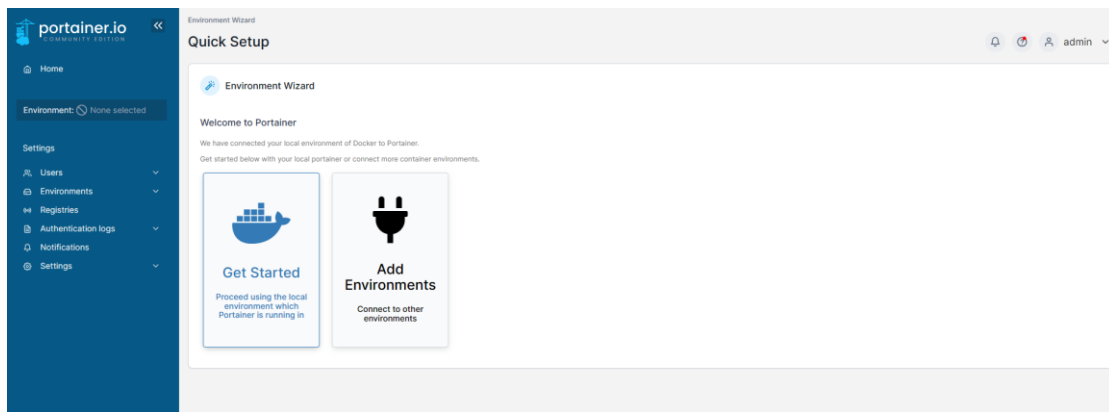 portainer.io
COMMUNITY EDITION
Home
Environment: None selected
Settings
Users
Environments
Registries
Authentication logs
Notifications
Settings
Environment Wizard
Quick Setup
admin
Environment Wizard
Welcome to Portainer
We have connected your local environment of Docker to Portainer.
Get started below with your local portainer or connect more container environments.
Get Started
Proceed using the local
environment which
Portainer is running in
Add
Environments
Connect to other
environments